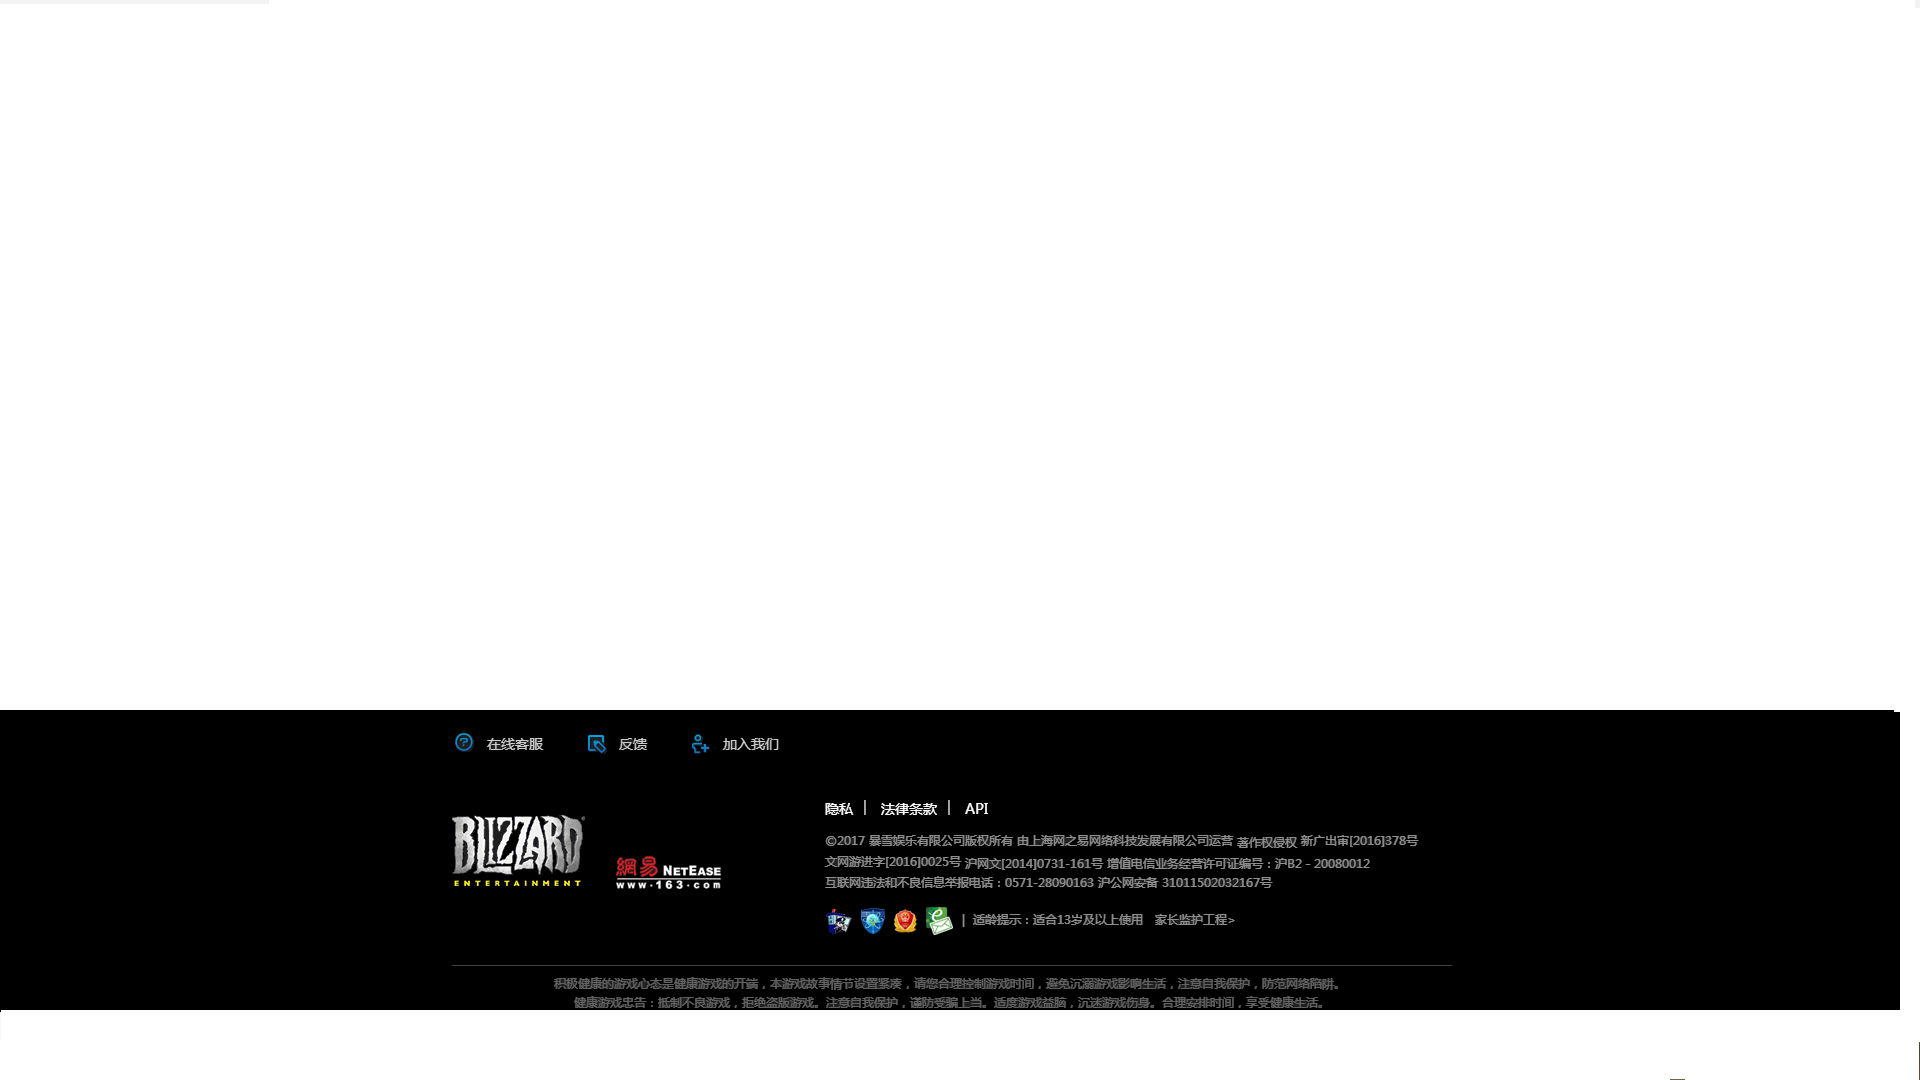 在线客服 反馈 加入我们
隐私 | 法律条款 | API
BLIZZARD
ENTERTAINMENT
網易 NETEASE
www.163.com
©2017 暴雪娱乐有限公司版权所有 由上海网之易网络科技发展有限公司运营 著作权侵权 新广出审[2016]378号
文网游进字[2016]0025号 沪网文[2014]0731-161号 增值电信业务经营许可证编号：沪B2 - 20080012
互联网违法和不良信息举报电话：0571-28090163 沪公网安备 31011502032167号
| 适龄提示：适合13岁及以上使用 家长监护工程>
积极健康的游戏心态是健康游戏的开端，本游戏故事情节设置紧凑，请您合理控制游戏时间，避免沉溺游戏影响生活，注意自我保护，防范网络陷阱。
健康游戏忠告：抵制不良游戏，拒绝盗版游戏。注意自我保护，谨防受骗上当。适度游戏益脑，沉迷游戏伤身。合理安排时间，享受健康生活。